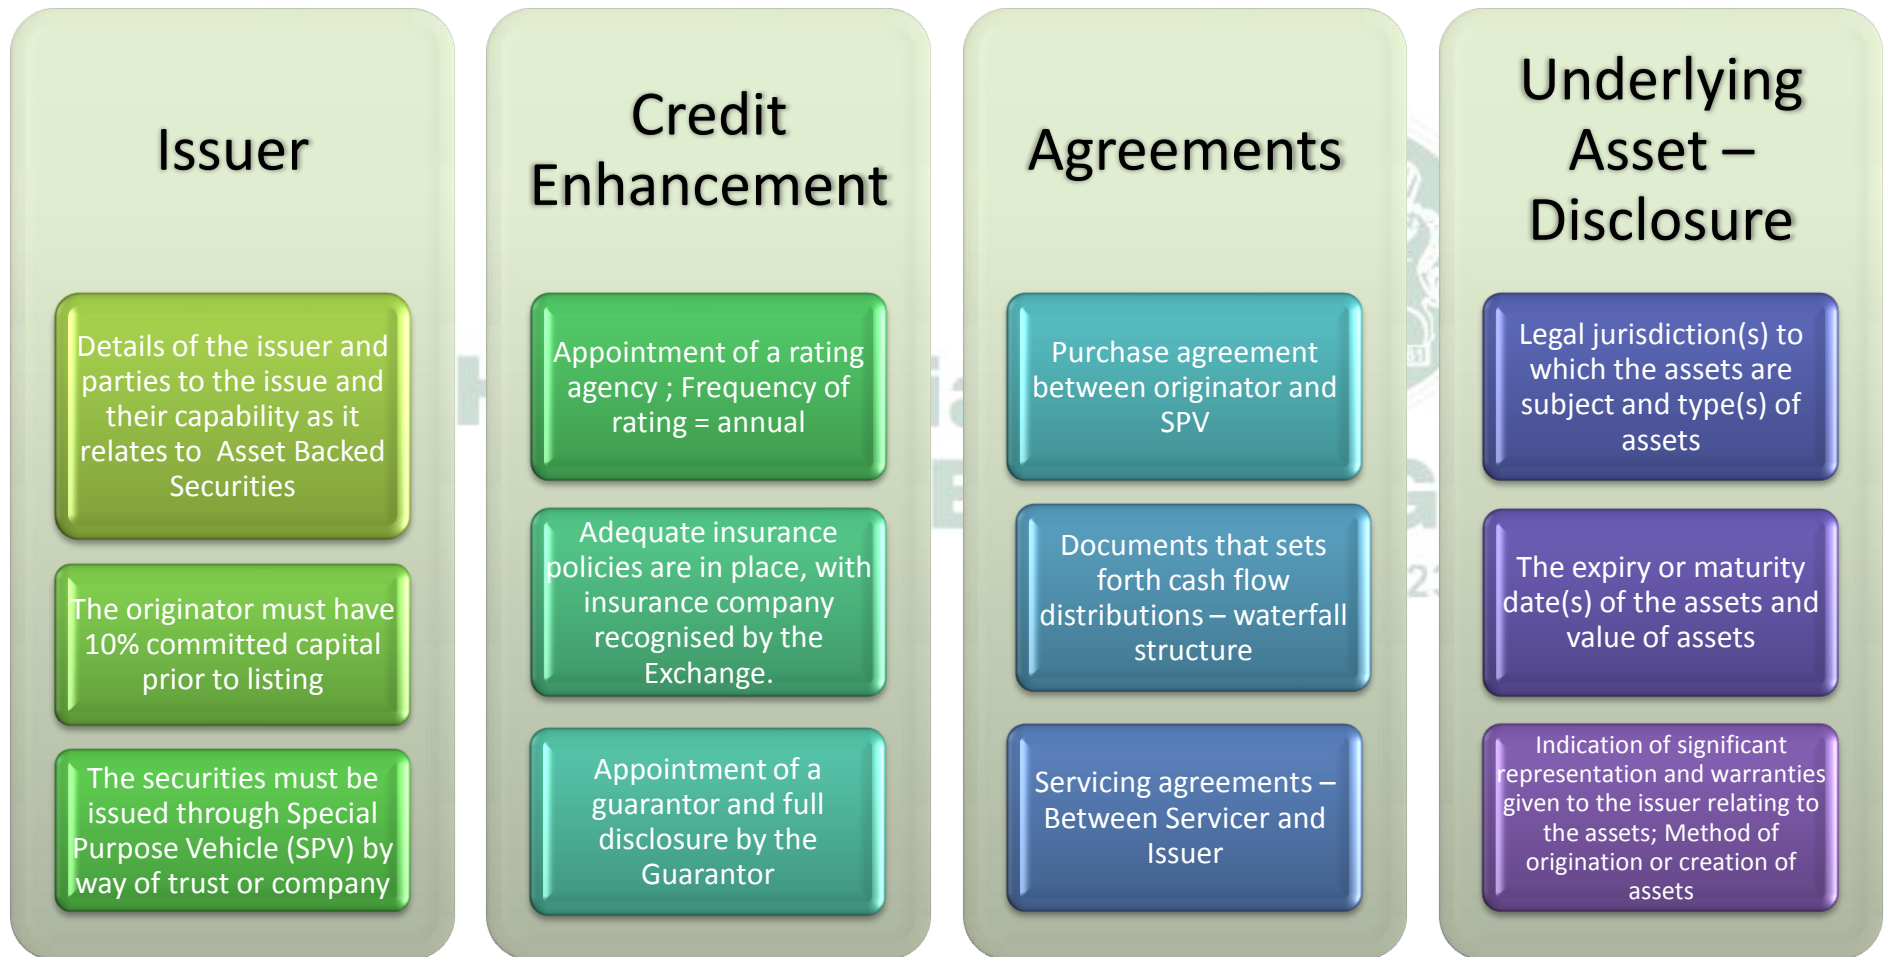 Issuer
Details of the issuer and
parties to the issue and
their capability as it
relates to Asset Backed
Securities
The originator must have
10% committed capital
prior to listing
The securities must be
issued through Special
Purpose Vehicle (SPV) by
way of trust or company
Credit
Enhancement
Appointment of a rating
agency ; Frequency of
rating = annual
Adequate insurance
policies are in place, with
insurance company
recognised by the
Exchange.
Appointment of a
guarantor and full
disclosure by the
Guarantor
Agreements
Purchase agreement
between originator and
SPV
Documents that sets
forth cash flow
distributions – waterfall
structure
Servicing agreements –
Between Servicer and
Issuer
Underlying
Asset –
Disclosure
Legal jurisdiction(s) to
which the assets are
subject and type(s) of
assets
The expiry or maturity
date(s) of the assets and
value of assets
Indication of significant
representation and warranties
given to the issuer relating to
the assets; Method of
origination or creation of
assets